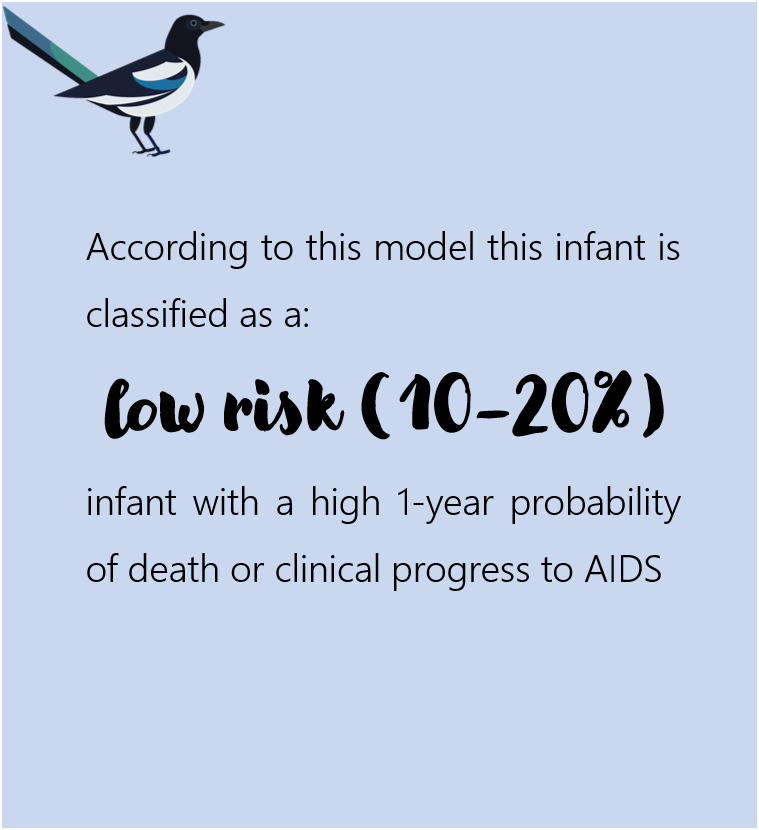 According to this model this infant is
classified as a:
low risk (10-20%)
infant with a high 1-year probability
of death or clinical progress to AIDS